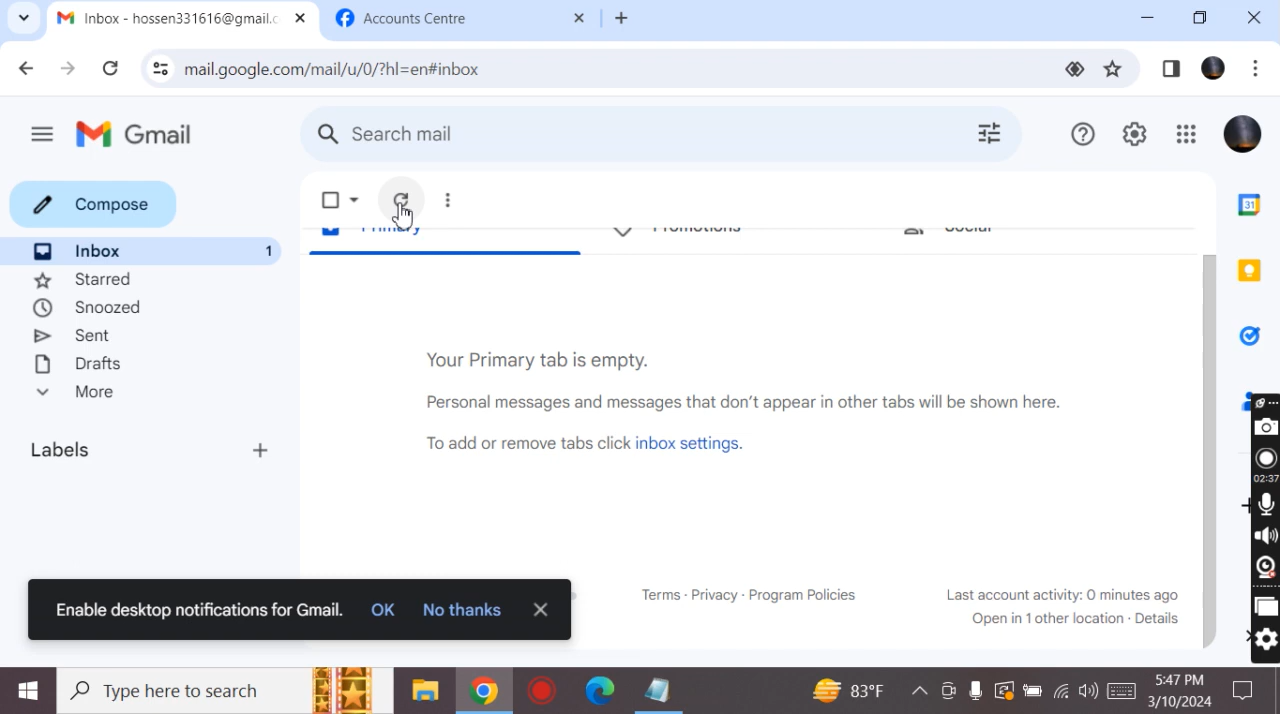 Inbox - hossen331616@gmail.c
Accounts Centre
mail.google.com/mail/u/0/?hl=en#inbox
Gmail
Search mail
Compose
Inbox 1
Starred
Snoozed
Sent
Drafts
More
Labels
Primary Promotions Social
Your Primary tab is empty.
Personal messages and messages that don't appear in other tabs will be shown here.
To add or remove tabs click inbox settings.
Terms · Privacy · Program Policies
Last account activity: 0 minutes ago
Open in 1 other location · Details
Enable desktop notifications for Gmail. OK No thanks
31
02:37
Type here to search
83°F
5:47 PM
3/10/2024